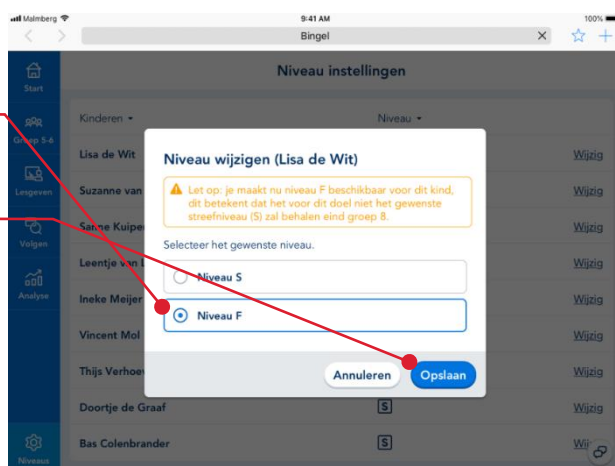 Malmberg 9:41 AM 100%
Bingel
Start
Niveau instellingen
Groep 5-6
Kinderen Niveau
Lisa de Wit Wijzig
Niveau wijzigen (Lisa de Wit)
Let op: je maakt nu niveau F beschikbaar voor dit kind,
dit betekent dat het voor dit doel niet het gewenste
streefniveau (S) zal behalen eind groep 8.
Lesgeven
Suzanne van Wijzig
Volgen
Sanne Wijzig
Selecteer het gewenste niveau.
Leentje van Wijzig
Niveau S
Analyse
Ineke Meijer Wijzig
Niveau F
Vincent Mol Wijzig
Thijs Wijzig
Annuleren Opslaan
Doortje de Graaf S Wijzig
Niveaus
Bas Colenbrander S